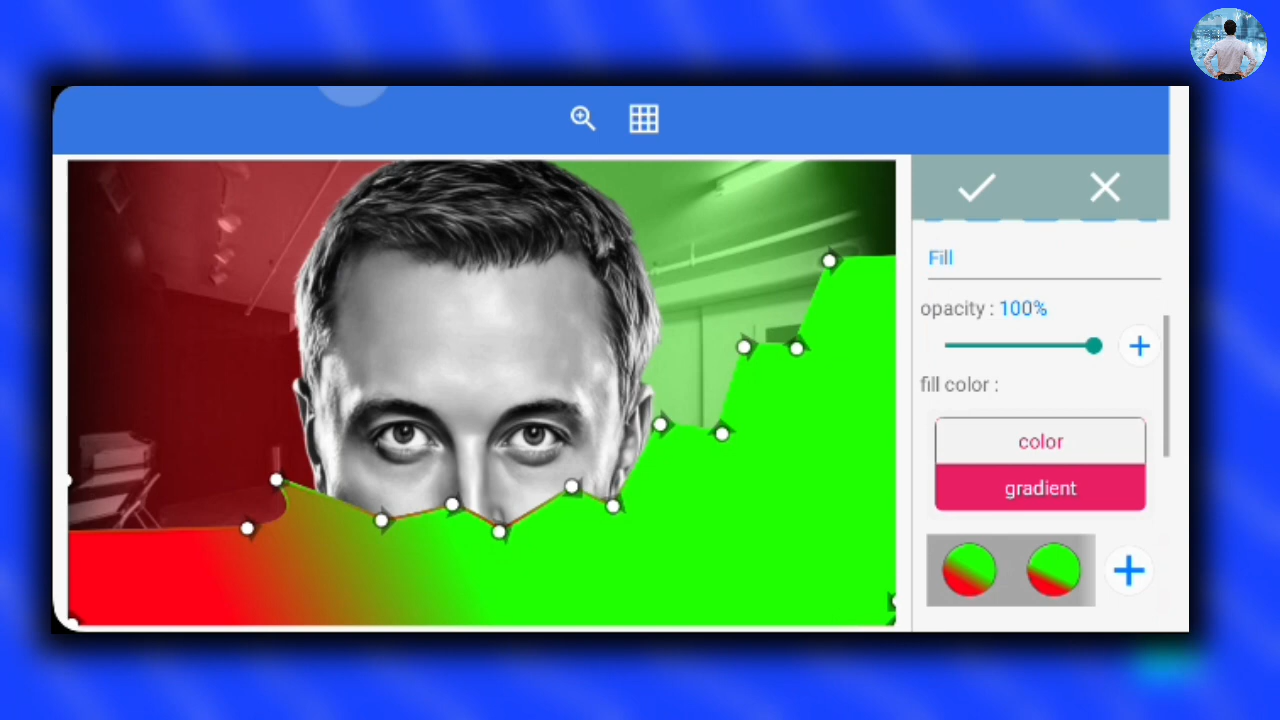 Fill
opacity : 100%
fill color :
color
gradient